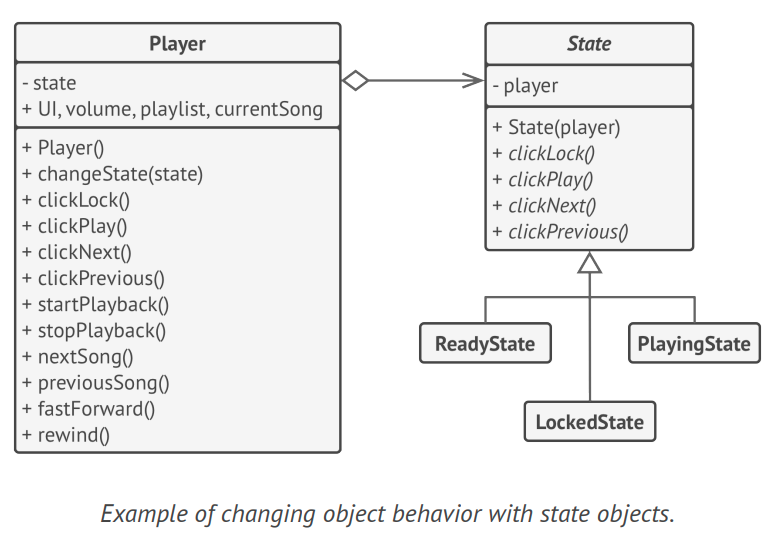 Player
- state
+ UI, volume, playlist, currentSong
+ Player()
+ changeState(state)
+ clickLock()
+ clickPlay()
+ clickNext()
+ clickPrevious()
+ startPlayback()
+ stopPlayback()
+ nextSong()
+ previousSong()
+ fastForward()
+ rewind()
State
- player
+ State(player)
+ clickLock()
+ clickPlay()
+ clickNext()
+ clickPrevious()
ReadyState
PlayingState
LockedState
Example of changing object behavior with state objects.